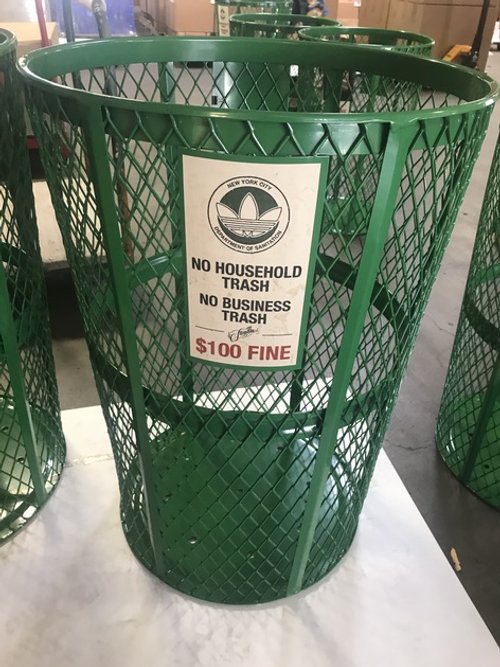 NEW YORK CITY
DEPARTMENT OF SANITATION
NO HOUSEHOLD
TRASH
NO BUSINESS
TRASH
$100 FINE